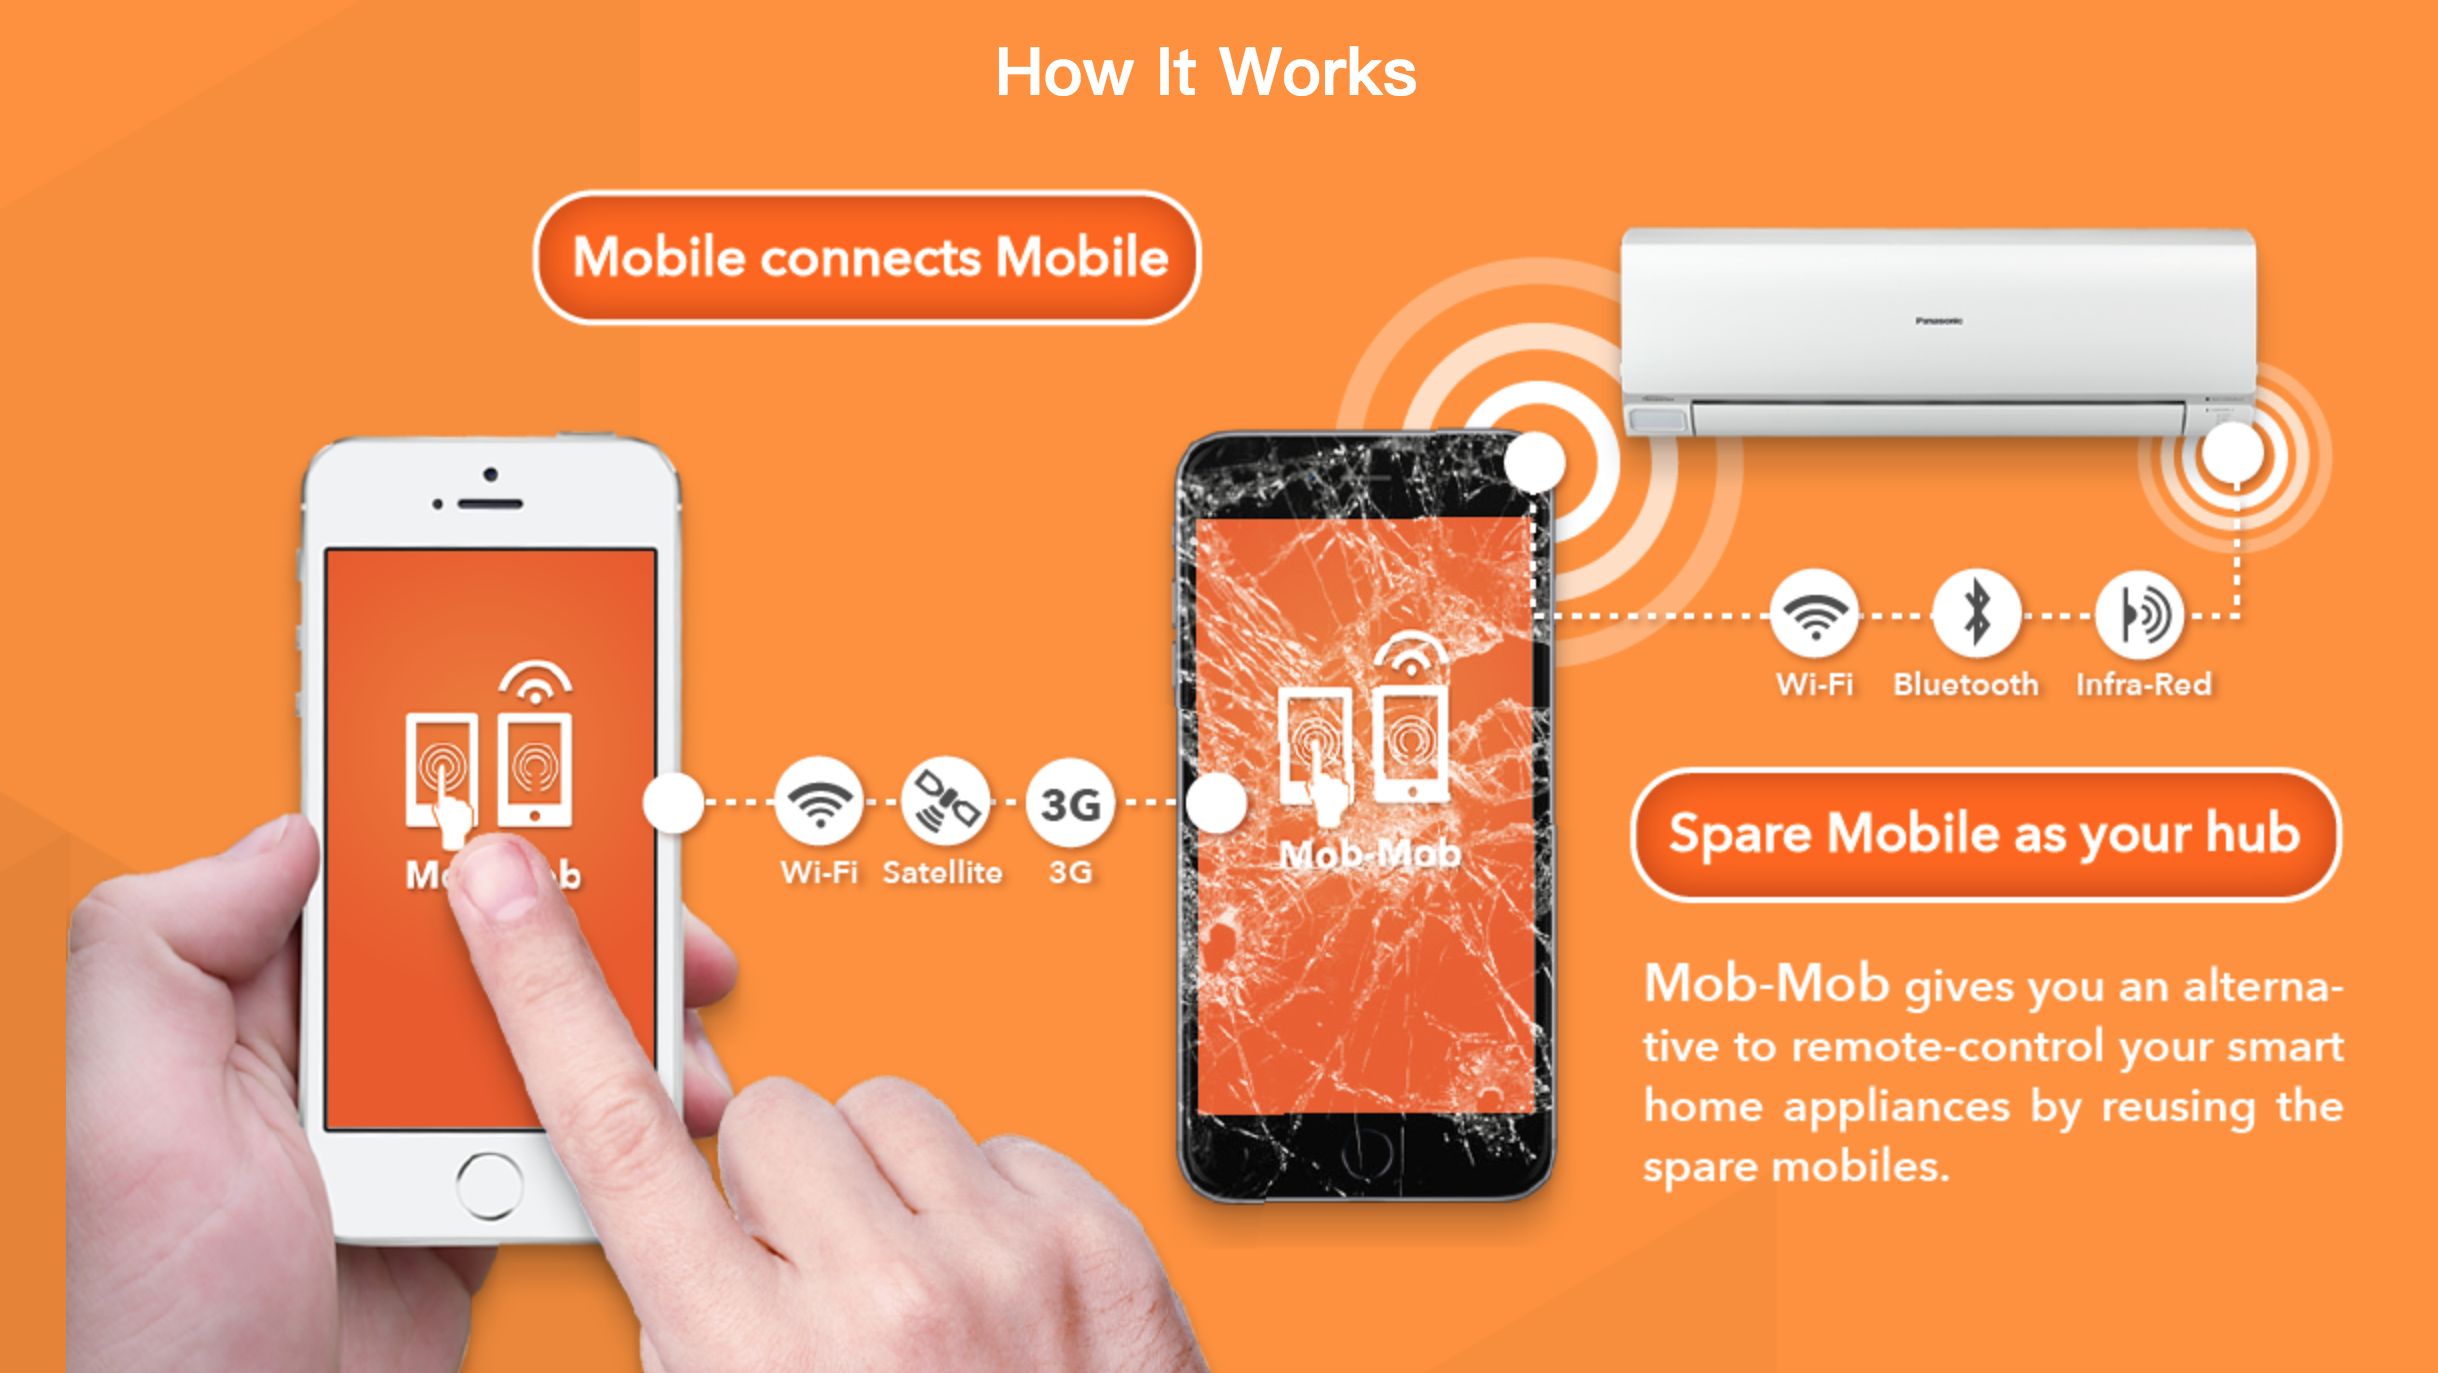 How It Works
Mobile connects Mobile
Panasonic
Wi-Fi
Satellite
3G
3G
Mob-Mob
Wi-Fi
Bluetooth
Infra-Red
Spare Mobile as your hub
Mob-Mob gives you an alterna-
tive to remote-control your smart
home appliances by reusing the
spare mobiles.